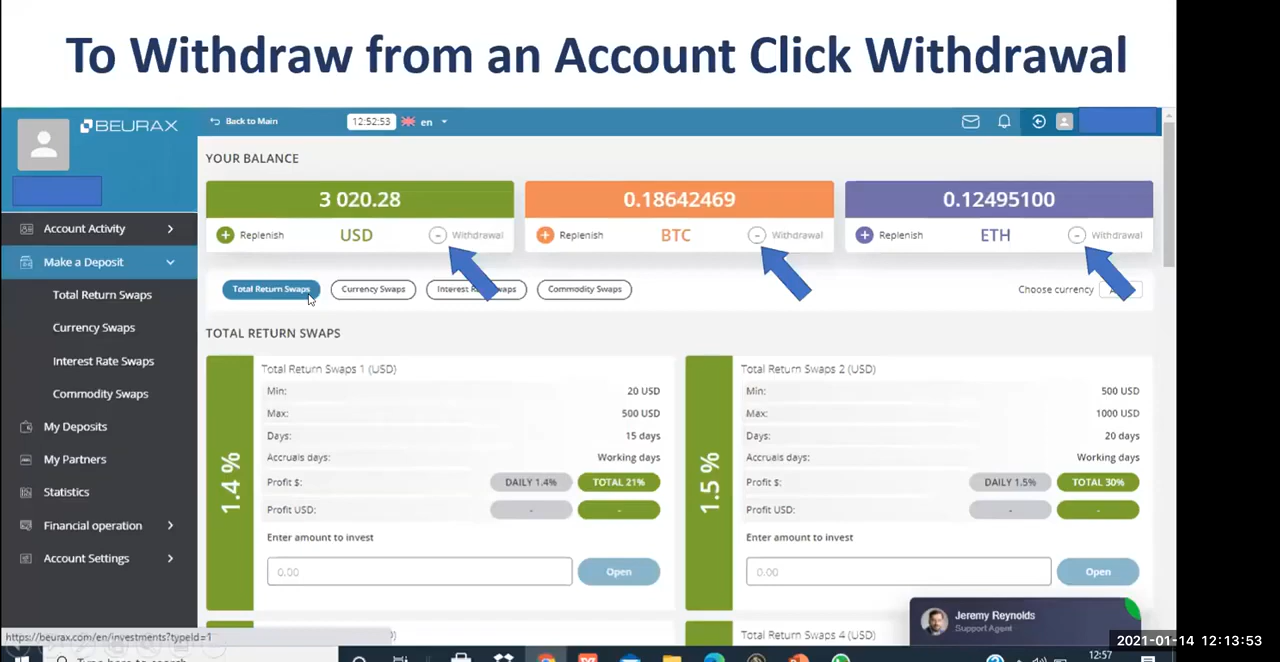 To Withdraw from an Account Click Withdrawal
BEURAX
Back to Main 12:52:53 en
YOUR BALANCE
3 020.28 0.18642469 0.12495100
Replenish USD Withdrawal Replenish BTC Withdrawal Replenish ETH Withdrawal
Account Activity
Make a Deposit
Total Return Swaps
Currency Swaps
Interest Rate Swaps
Commodity Swaps
My Deposits
My Partners
Statistics
Financial operation
Account Settings
Total Return Swaps Currency Swaps Commodity Swaps Choose currency
TOTAL RETURN SWAPS
1.4 %
Total Return Swaps 1 (USD)
Min: 20 USD
Max: 500 USD
Days: 15 days
Accruals days: Working days
Profit $: DAILY 1.4% TOTAL 21%
Profit USD: - -
Enter amount to invest
0.00 Open
1.5 %
Total Return Swaps 2 (USD)
Min: 500 USD
Max: 1000 USD
Days: 20 days
Accruals days: Working days
Profit $: DAILY 1.5% TOTAL 30%
Profit USD: - -
Enter amount to invest
0.00 Open
Total Return Swaps 4 (USD)
Jeremy Reynolds
Support Agent
https://beurax.com/en/investments?typeId=1
2021-01-14 12:13:53
12:57